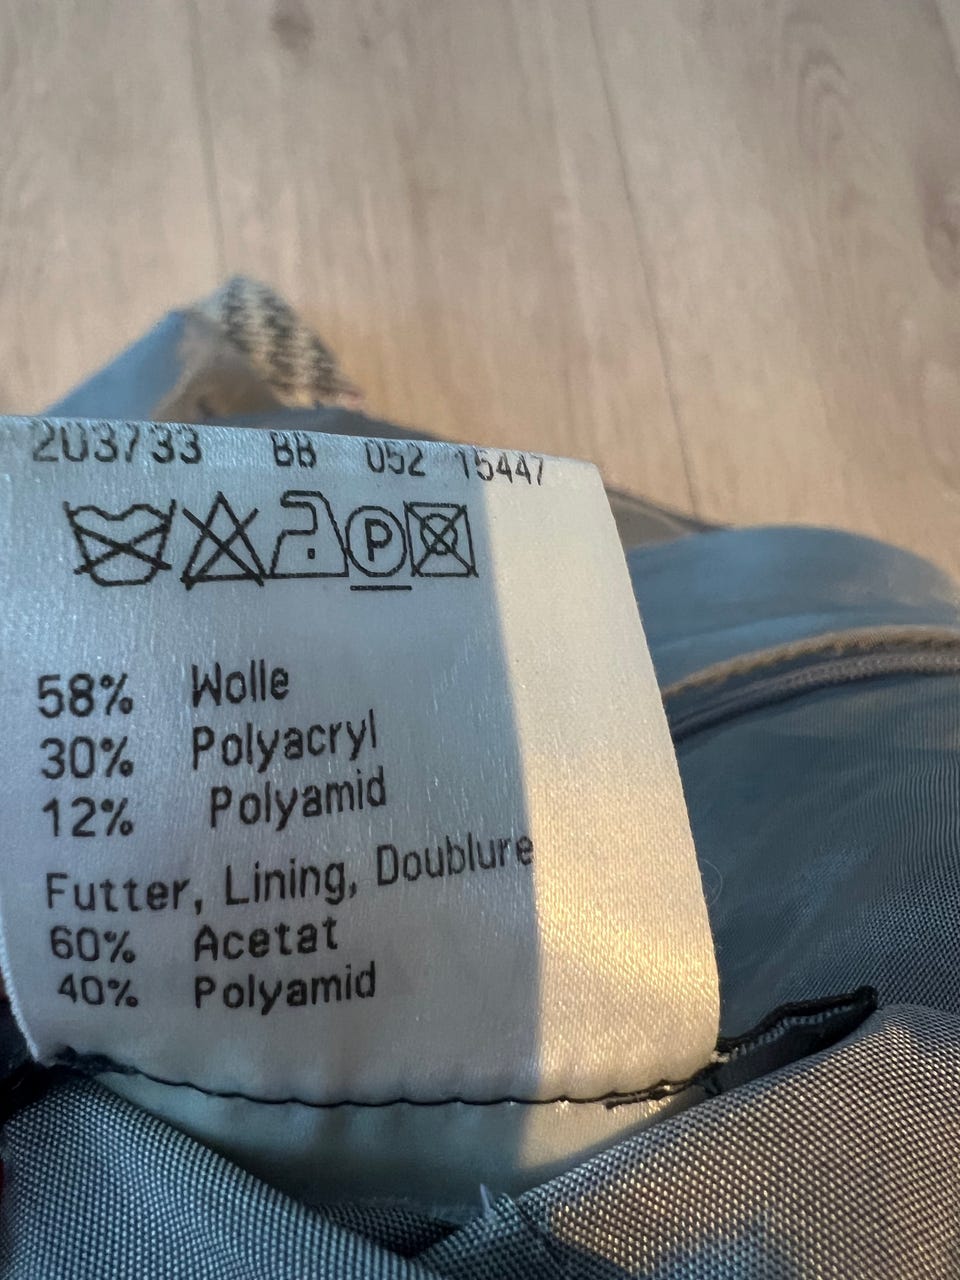 203733 BB 052 15447
P
58% Wolle
30% Polyacryl
12% Polyamid
Futter, Lining, Doublure
60% Acetat
40% Polyamid